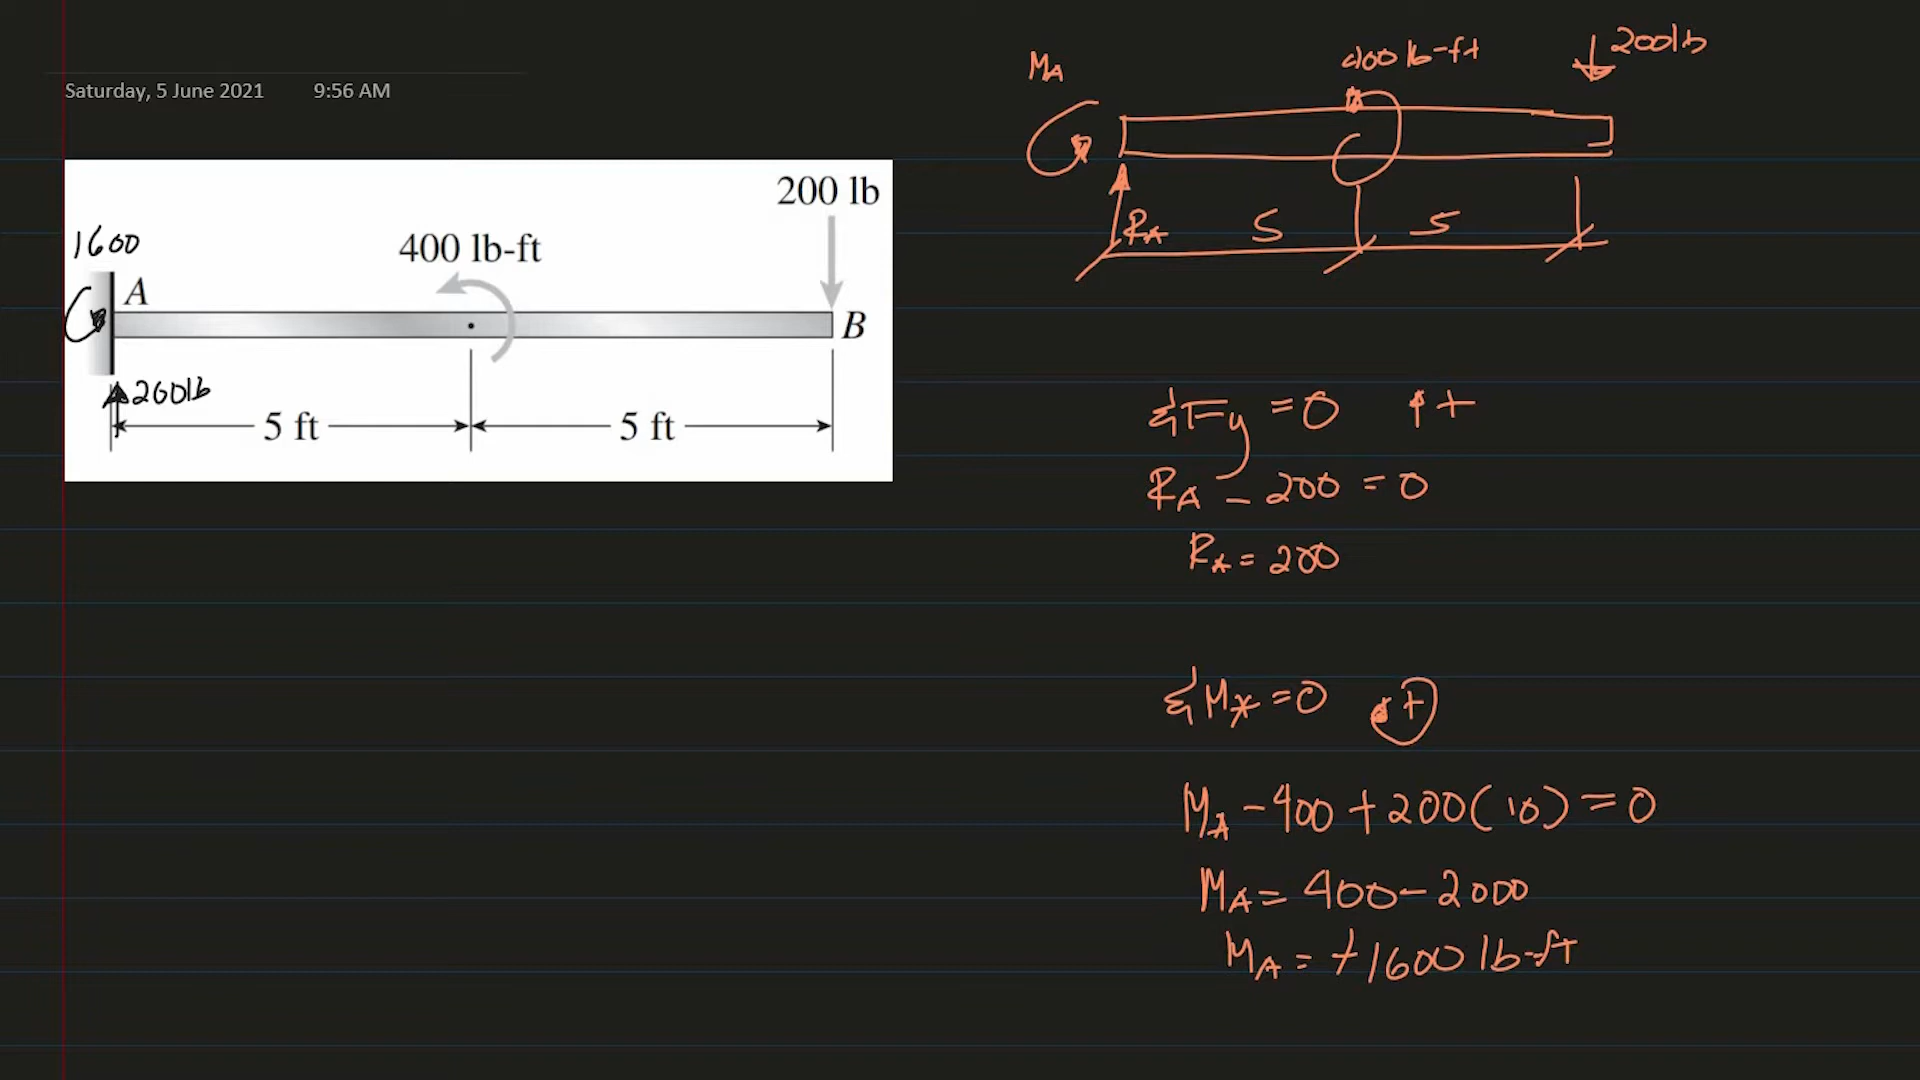 Saturday, 5 June 2021 9:56 AM
200 lb
1600
400 lb-ft
A
B
200lb
5 ft
5 ft
MA
400 lb-ft
200lb
RA
5
5
ΣFy = 0 ↑+
RA - 200 = 0
RA = 200
ΣMA = 0 +
MA - 400 + 200(10) = 0
MA = 400 - 2000
MA = +1600 lb-ft